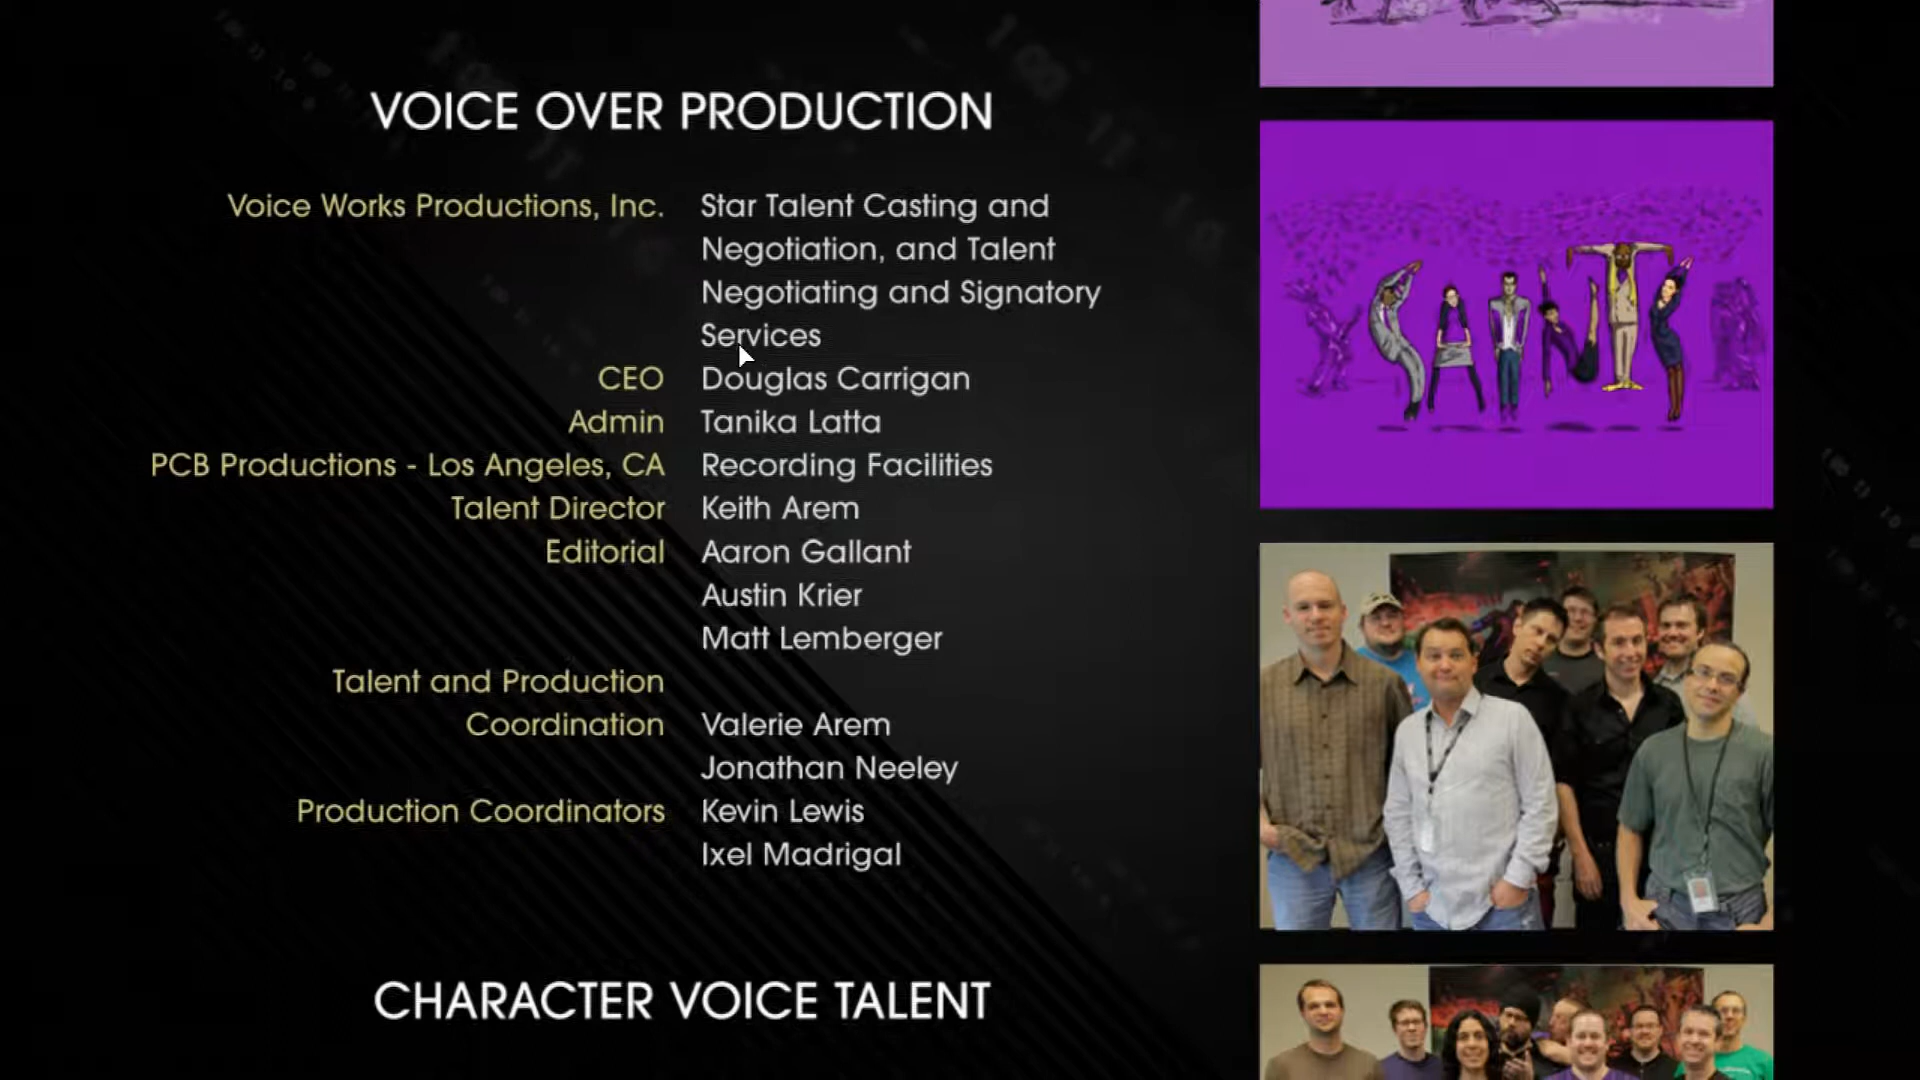 VOICE OVER PRODUCTION
Voice Works Productions, Inc. Star Talent Casting and
Negotiation, and Talent
Negotiating and Signatory
Services
CEO Douglas Carrigan
Admin Tanika Latta
PCB Productions - Los Angeles, CA Recording Facilities
Talent Director Keith Arem
Editorial Aaron Gallant
Austin Krier
Matt Lemberger
Talent and Production
Coordination Valerie Arem
Jonathan Neeley
Production Coordinators Kevin Lewis
Ixel Madrigal
CHARACTER VOICE TALENT